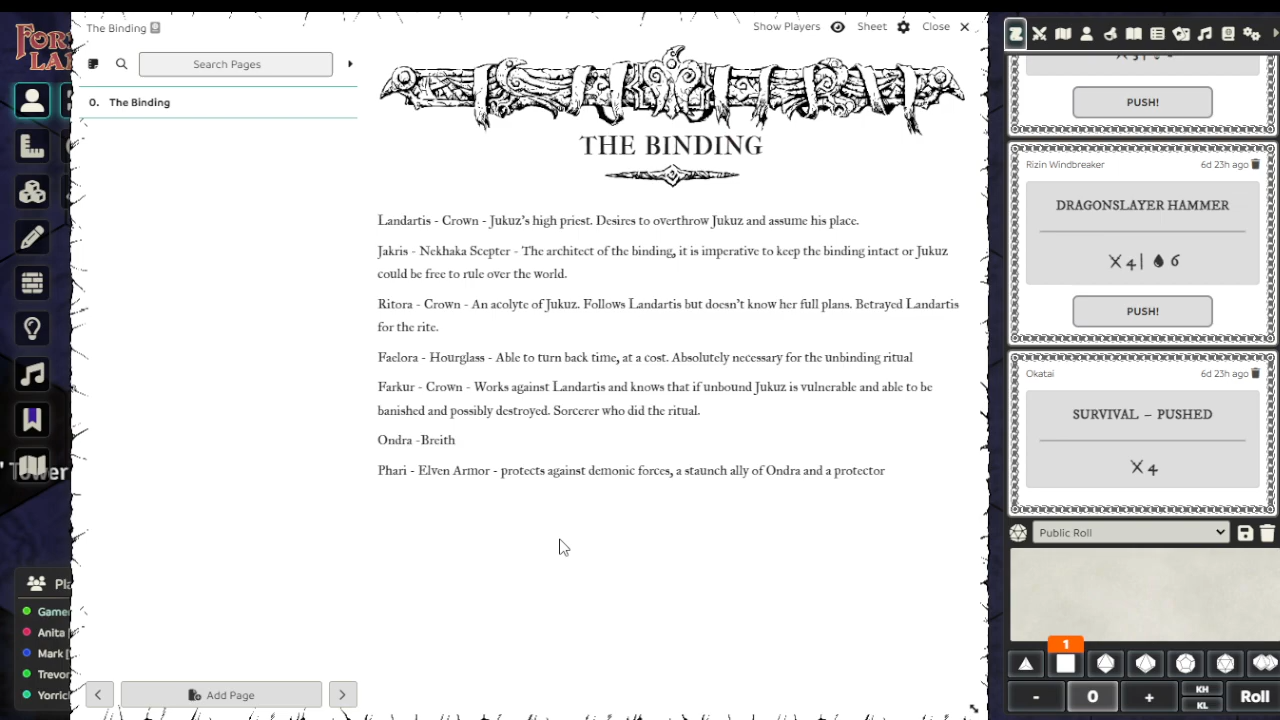 The Binding
Show Players
Sheet
Close
Search Pages
0. The Binding
THE BINDING
Landartis - Crown - Jukuz's high priest. Desires to overthrow Jukuz and assume his place.
Jakris - Nekhaka Scepter - The architect of the binding, it is imperative to keep the binding intact or Jukuz
could be free to rule over the world.
Ritora - Crown - An acolyte of Jukuz. Follows Landartis but doesn't know her full plans. Betrayed Landartis
for the rite.
Faelora - Hourglass - Able to turn back time, at a cost. Absolutely necessary for the unbinding ritual
Farkur - Crown - Works against Landartis and knows that if unbound Jukuz is vulnerable and able to be
banished and possibly destroyed. Sorcerer who did the ritual.
Ondra -Breith
Phari - Elven Armor - protects against demonic forces, a staunch ally of Ondra and a protector
Add Page
Pla
Game
Anita [
Mark [
Trevor
Yorric
PUSH!
Rizin Windbreaker
6d 23h ago
DRAGONSLAYER HAMMER
4 | 6
PUSH!
Okatai
6d 23h ago
SURVIVAL – PUSHED
4
Public Roll
1
- 0 + KH
KL
Roll